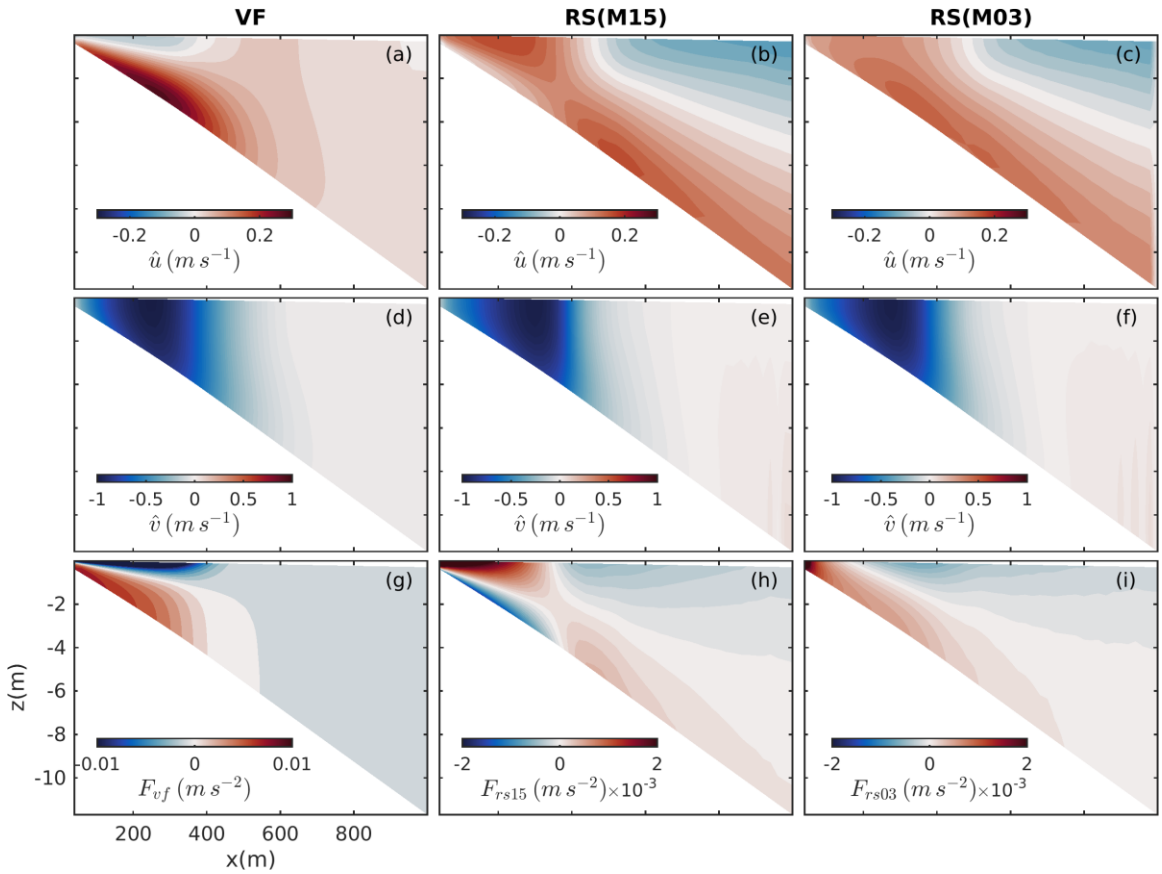 VF RS(M15) RS(M03)
(a) (b) (c)
-0.2 0 0.2 -0.2 0 0.2 -0.2 0 0.2
û (m s⁻¹) û (m s⁻¹) û (m s⁻¹)
(d) (e) (f)
-1 -0.5 0 0.5 1 -1 -0.5 0 0.5 1 -1 -0.5 0 0.5 1
v̂ (m s⁻¹) v̂ (m s⁻¹) v̂ (m s⁻¹)
(g) (h) (i)
-2
-4
-6
-8
-10
z(m)
-0.01 0 0.01 -2 0 2 -2 0 2
F_vf (m s⁻²) F_rs15 (m s⁻²)×10⁻³ F_rs03 (m s⁻²)×10⁻³
200 400 600 800
x(m)